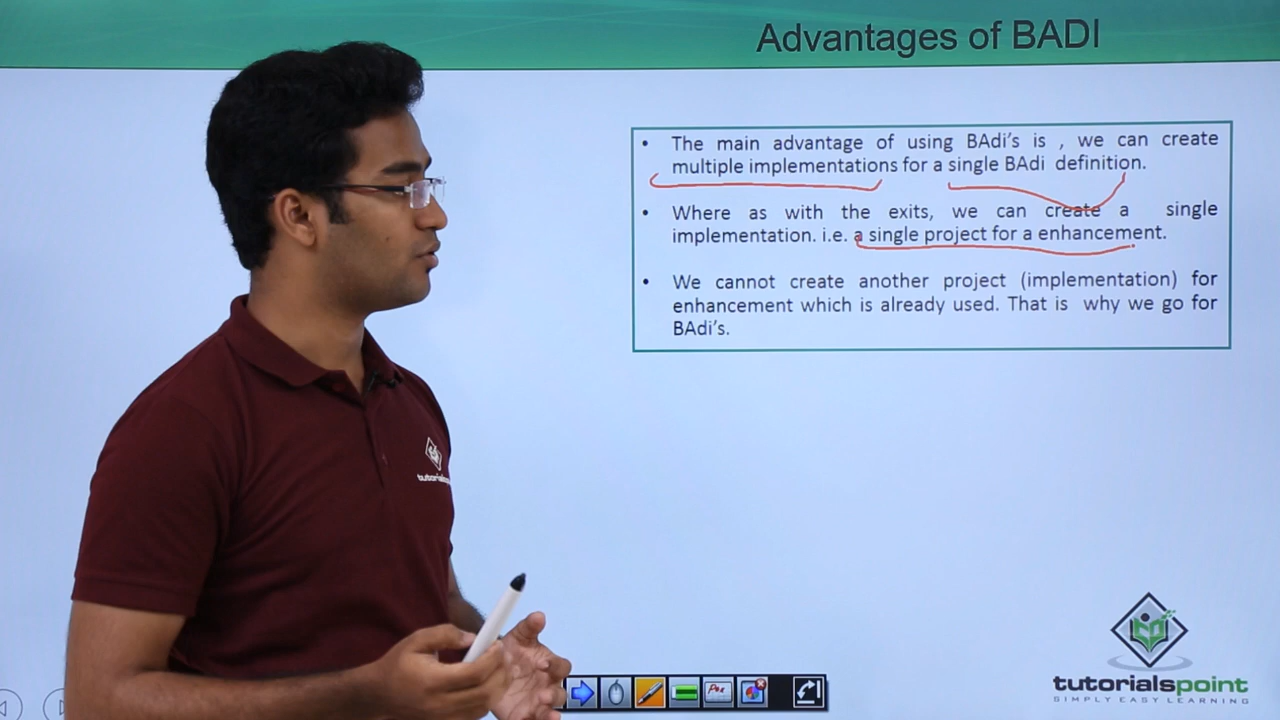 Advantages of BADI
• The main advantage of using BAdi's is , we can create
multiple implementations for a single BAdi definition.
• Where as with the exits, we can create a single
implementation. i.e. a single project for a enhancement.
• We cannot create another project (implementation) for
enhancement which is already used. That is why we go for
BAdi's.
tutorialspoint
SIMPLY EASY LEARNING